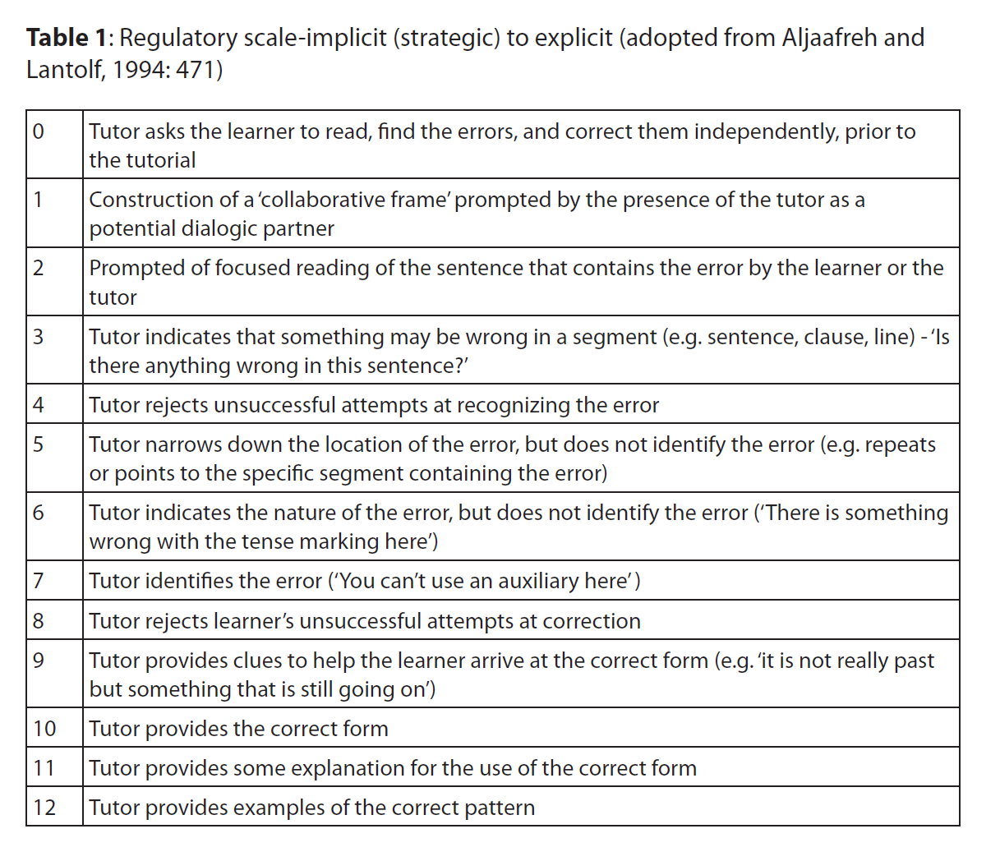 Table 1: Regulatory scale-implicit (strategic) to explicit (adopted from Aljaafreh and
Lantolf, 1994: 471)
0 Tutor asks the learner to read, find the errors, and correct them independently, prior to
the tutorial
1 Construction of a ‘collaborative frame’ prompted by the presence of the tutor as a
potential dialogic partner
2 Prompted of focused reading of the sentence that contains the error by the learner or the
tutor
3 Tutor indicates that something may be wrong in a segment (e.g. sentence, clause, line) - ‘Is
there anything wrong in this sentence?’
4 Tutor rejects unsuccessful attempts at recognizing the error
5 Tutor narrows down the location of the error, but does not identify the error (e.g. repeats
or points to the specific segment containing the error)
6 Tutor indicates the nature of the error, but does not identify the error (‘There is something
wrong with the tense marking here’)
7 Tutor identifies the error (‘You can’t use an auxiliary here’ )
8 Tutor rejects learner’s unsuccessful attempts at correction
9 Tutor provides clues to help the learner arrive at the correct form (e.g. ‘it is not really past
but something that is still going on’)
10 Tutor provides the correct form
11 Tutor provides some explanation for the use of the correct form
12 Tutor provides examples of the correct pattern